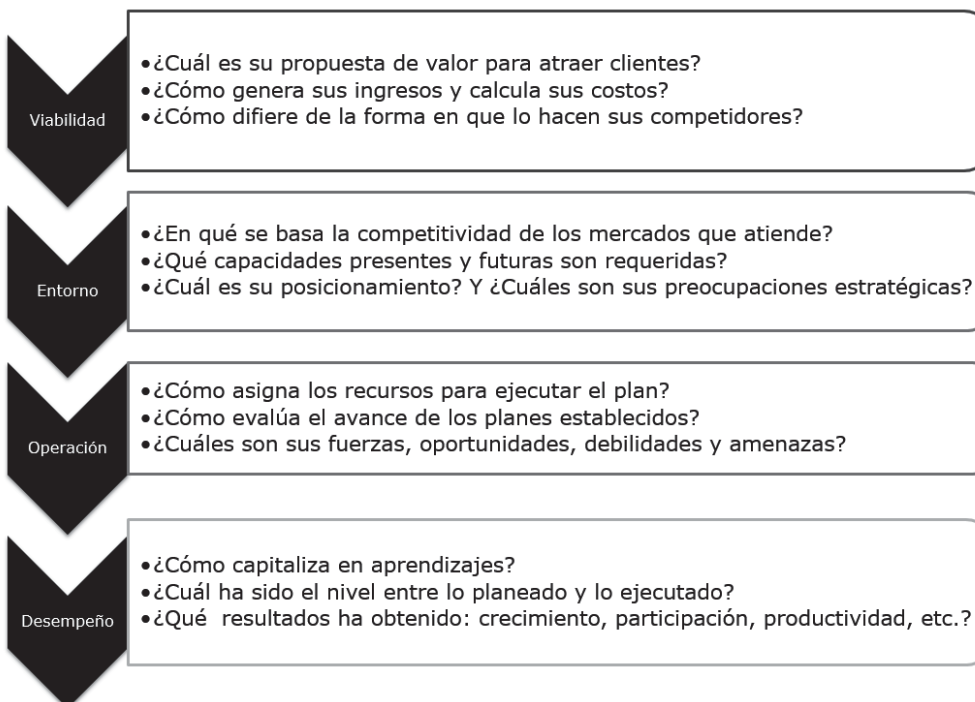 Viabilidad
•¿Cuál es su propuesta de valor para atraer clientes?
•¿Cómo genera sus ingresos y calcula sus costos?
•¿Cómo difiere de la forma en que lo hacen sus competidores?
Entorno
•¿En qué se basa la competitividad de los mercados que atiende?
•¿Qué capacidades presentes y futuras son requeridas?
•¿Cuál es su posicionamiento? Y ¿Cuáles son sus preocupaciones estratégicas?
Operación
•¿Cómo asigna los recursos para ejecutar el plan?
•¿Cómo evalúa el avance de los planes establecidos?
•¿Cuáles son sus fuerzas, oportunidades, debilidades y amenazas?
Desempeño
•¿Cómo capitaliza en aprendizajes?
•¿Cuál ha sido el nivel entre lo planeado y lo ejecutado?
•¿Qué  resultados ha obtenido: crecimiento, participación, productividad, etc.?